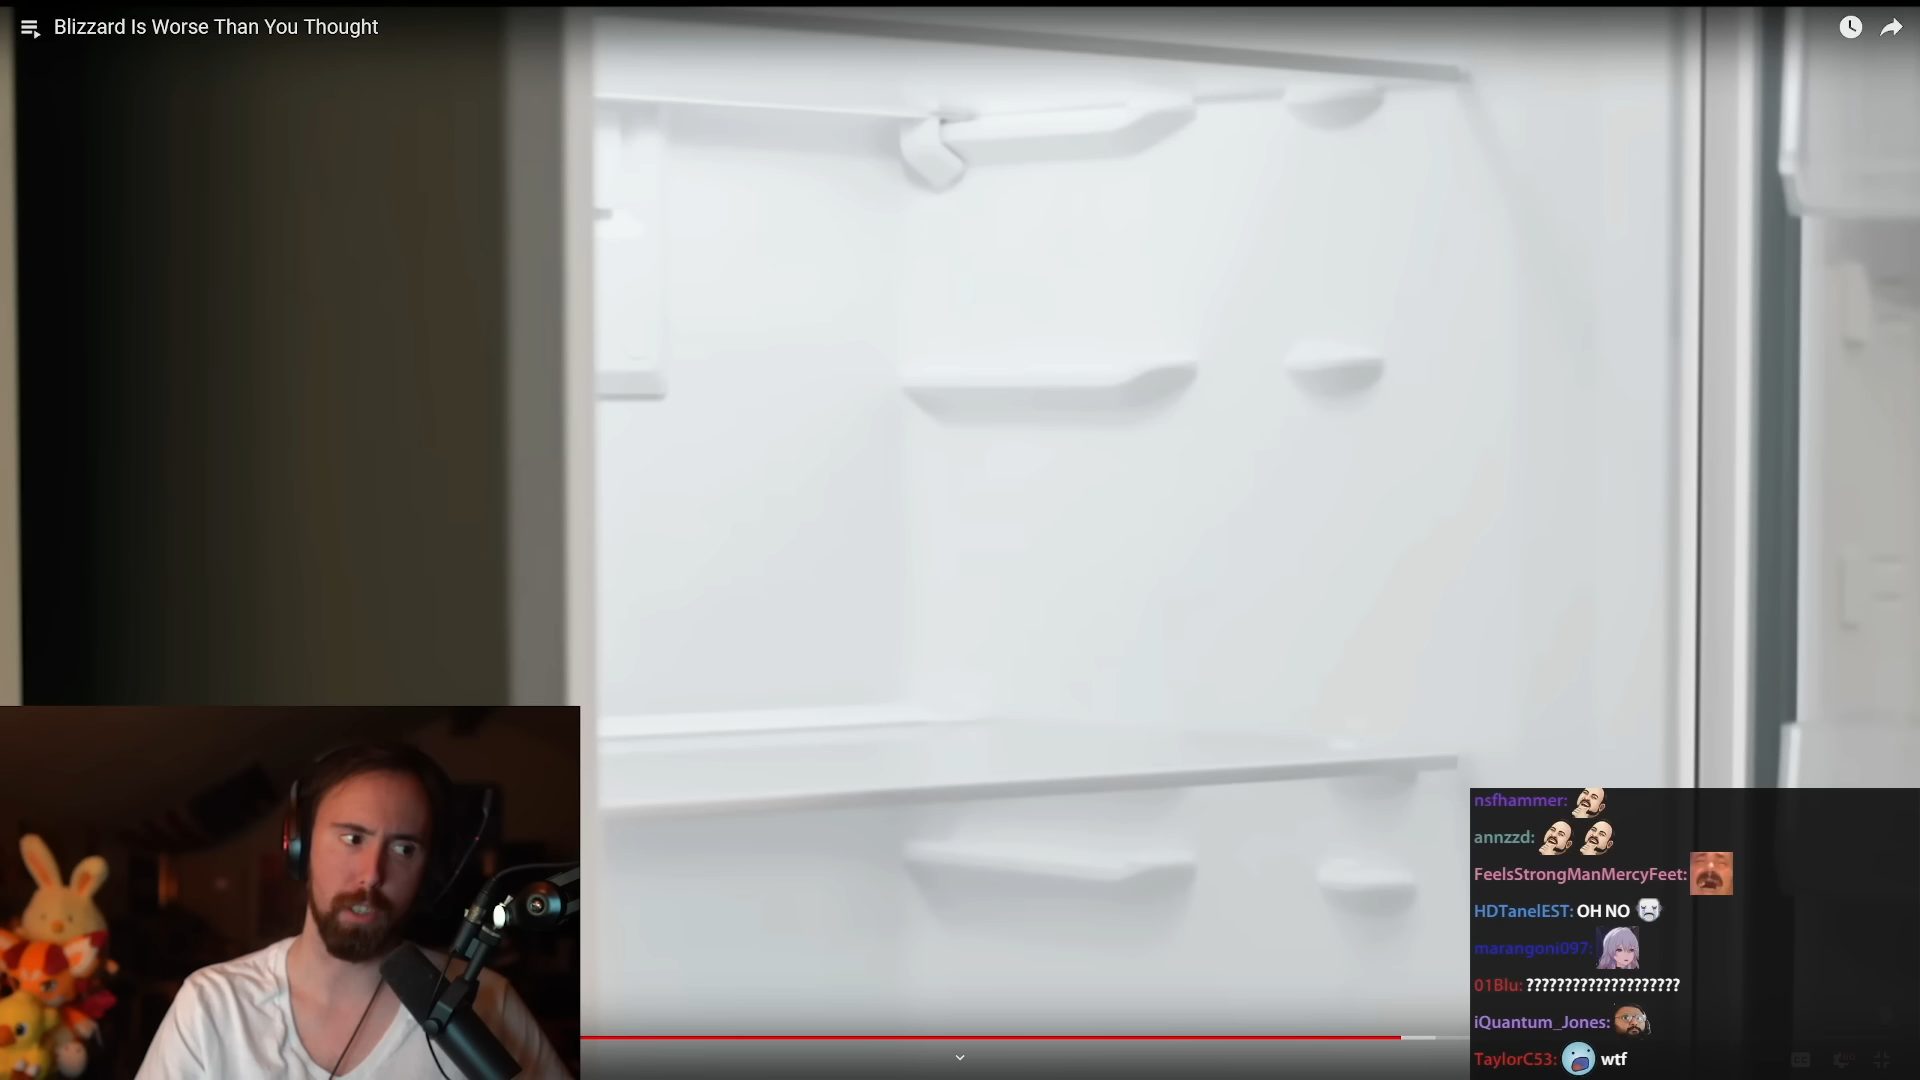 Blizzard Is Worse Than You Thought
nsfhammer:
annzzd:
FeelsStrongManMercyFeet:
HDTanelEST: OH NO
marangoni097:
01Blu: ????????????????????
iQuantum_Jones:
TaylorC53: wtf